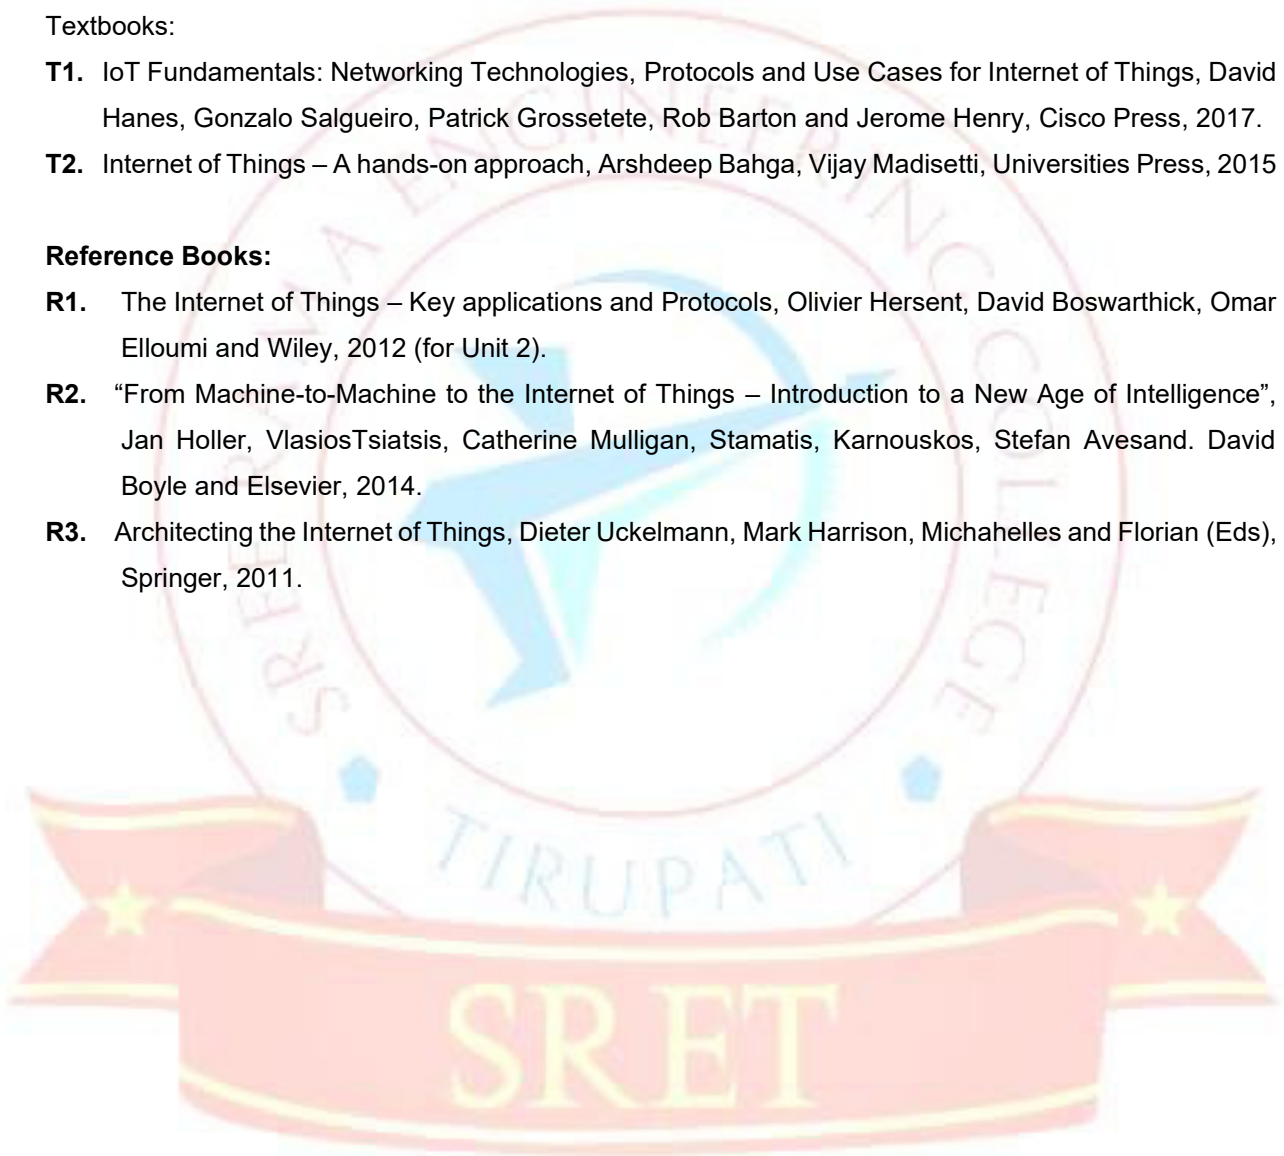 Textbooks:
T1. IoT Fundamentals: Networking Technologies, Protocols and Use Cases for Internet of Things, David
Hanes, Gonzalo Salgueiro, Patrick Grossetete, Rob Barton and Jerome Henry, Cisco Press, 2017.
T2. Internet of Things – A hands-on approach, Arshdeep Bahga, Vijay Madisetti, Universities Press, 2015
Reference Books:
R1. The Internet of Things – Key applications and Protocols, Olivier Hersent, David Boswarthick, Omar
Elloumi and Wiley, 2012 (for Unit 2).
R2. “From Machine-to-Machine to the Internet of Things – Introduction to a New Age of Intelligence”,
Jan Holler, VlasiosTsiatsis, Catherine Mulligan, Stamatis, Karnouskos, Stefan Avesand. David
Boyle and Elsevier, 2014.
R3. Architecting the Internet of Things, Dieter Uckelmann, Mark Harrison, Michahelles and Florian (Eds),
Springer, 2011.
SREE RAMA ENGINEERING COLLEGE
TIRUPATI
SRET